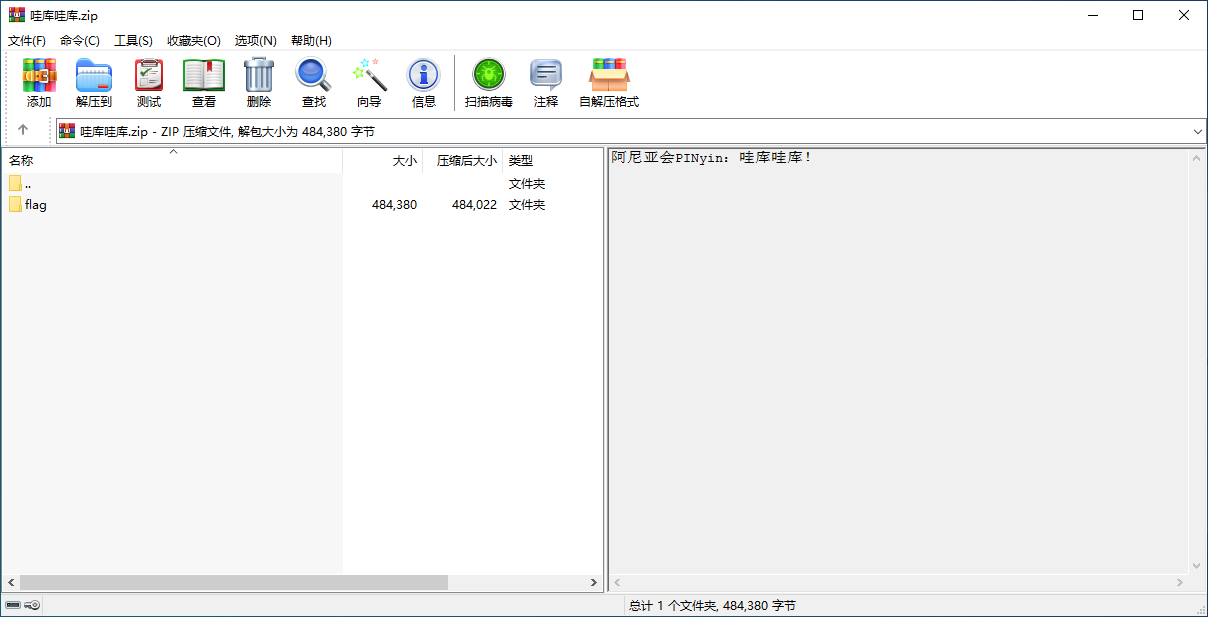 哇库哇库.zip
文件(F) 命令(C) 工具(S) 收藏夹(O) 选项(N) 帮助(H)
添加 解压到 测试 查看 删除 查找 向导 信息 扫描病毒 注释 自解压格式
哇库哇库.zip - ZIP 压缩文件, 解包大小为 484,380 字节
名称 大小 压缩后大小 类型
.. 文件夹
flag 484,380 484,022 文件夹
阿尼亚会PINyin: 哇库哇库!
总计 1 个文件夹, 484,380 字节